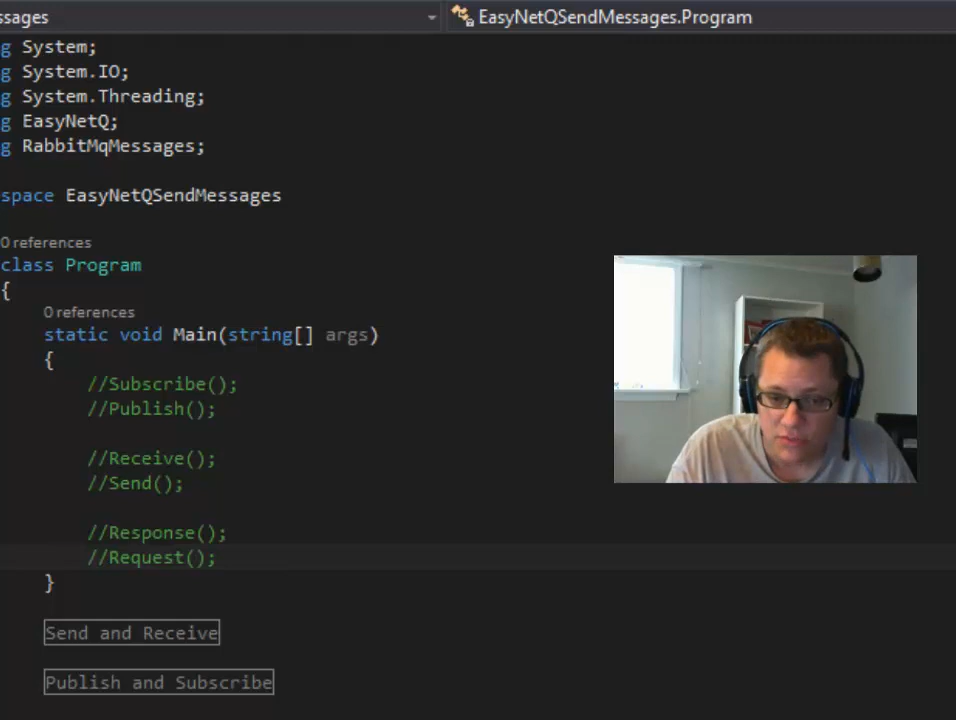 ssages EasyNetQSendMessages.Program
g System;
g System.IO;
g System.Threading;
g EasyNetQ;
g RabbitMqMessages;
space EasyNetQSendMessages
0 references
class Program
{
0 references
static void Main(string[] args)
{
//Subscribe();
//Publish();
//Receive();
//Send();
//Response();
//Request();
}
Send and Receive
Publish and Subscribe